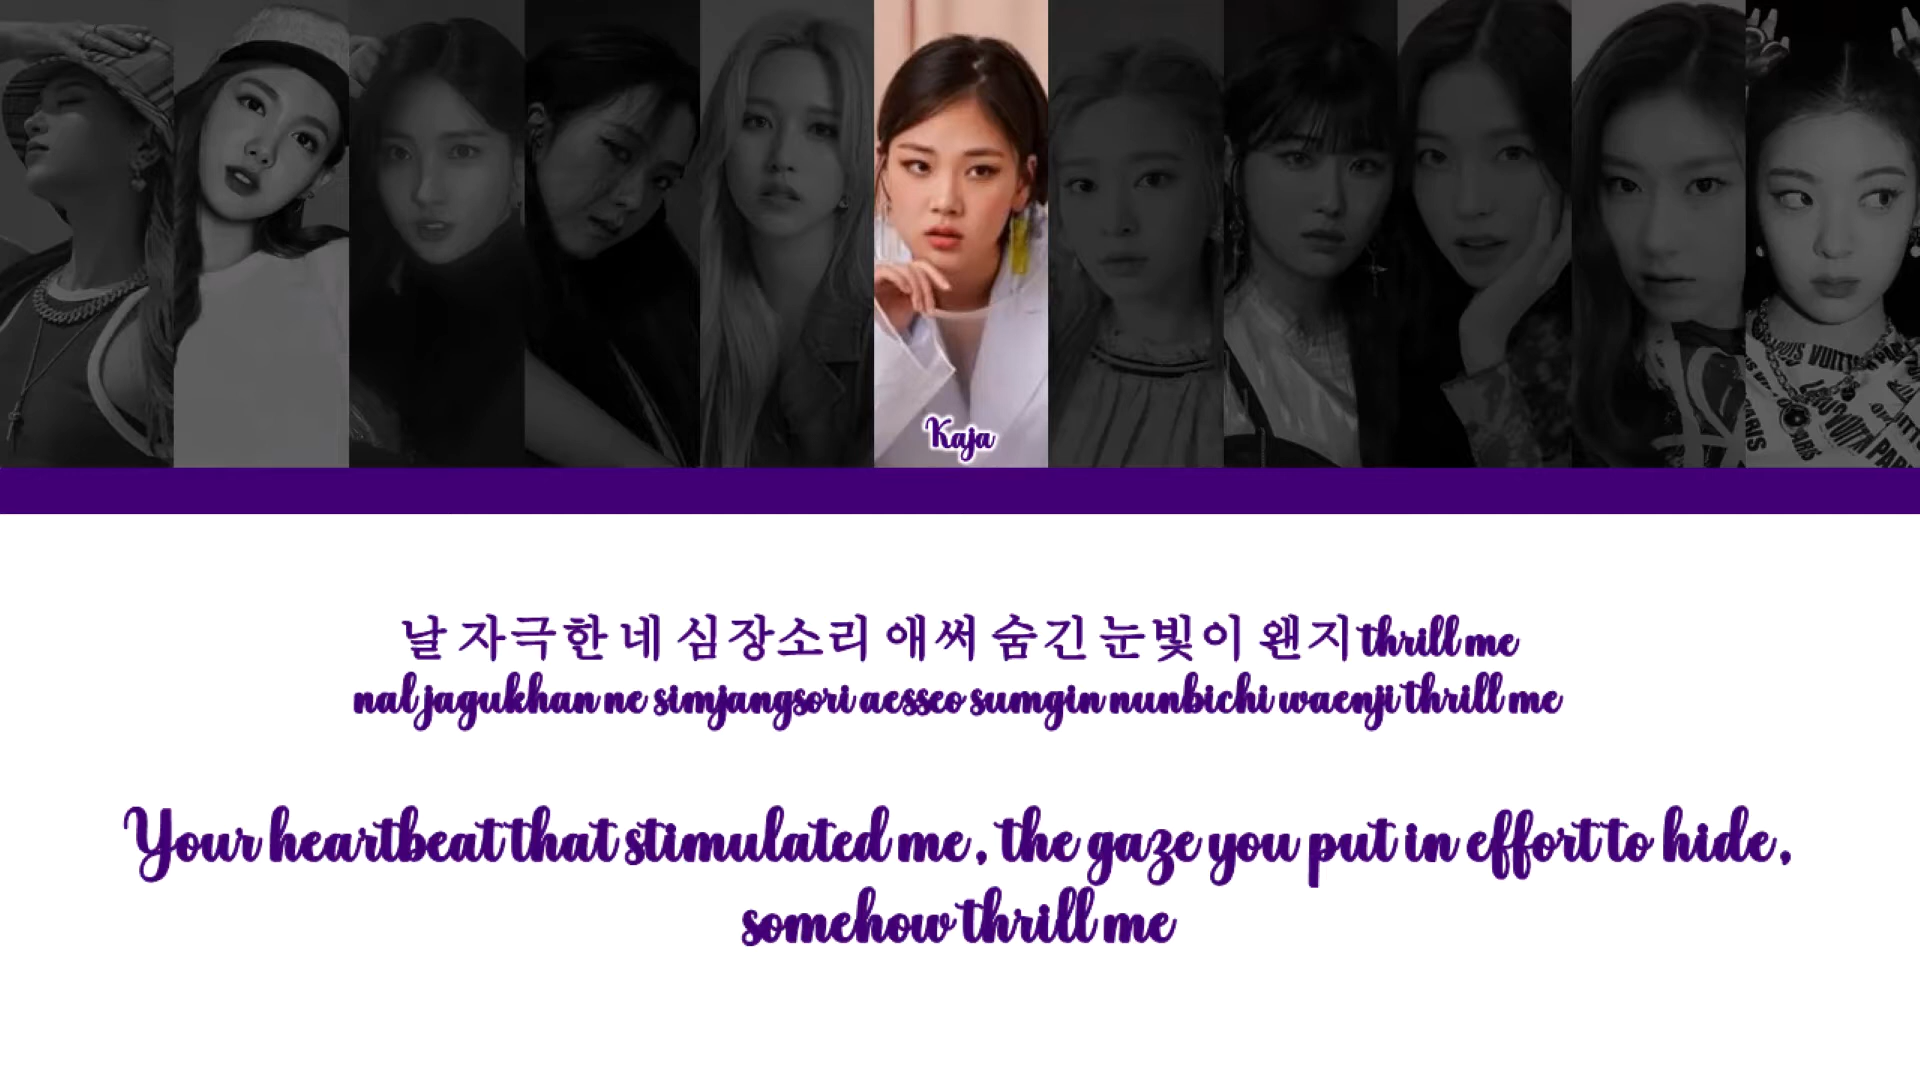 Kaja
날 자극한 네 심장소리 애써 숨긴 눈빛이 왠지 thrill me
nal jagukhan ne simjangsori aesseo sumgin nunbichi waenji thrill me
Your heartbeat that stimulated me, the gaze you put in effort to hide,
somehow thrill me